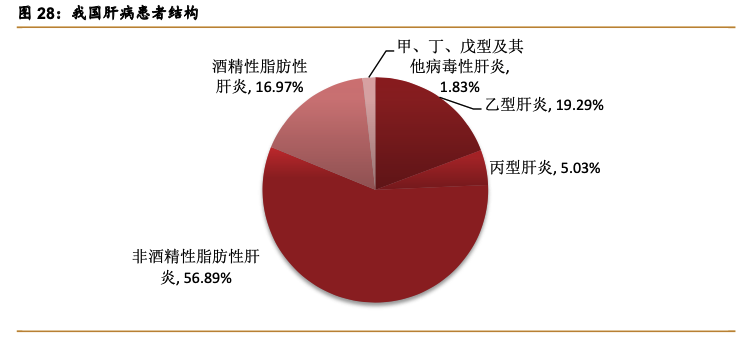 图 28：我国肝病患者结构
甲、丁、戊型及其
他病毒性肝炎,
1.83%
酒精性脂肪性
肝炎, 16.97%
乙型肝炎, 19.29%
丙型肝炎, 5.03%
非酒精性脂肪性肝
炎, 56.89%